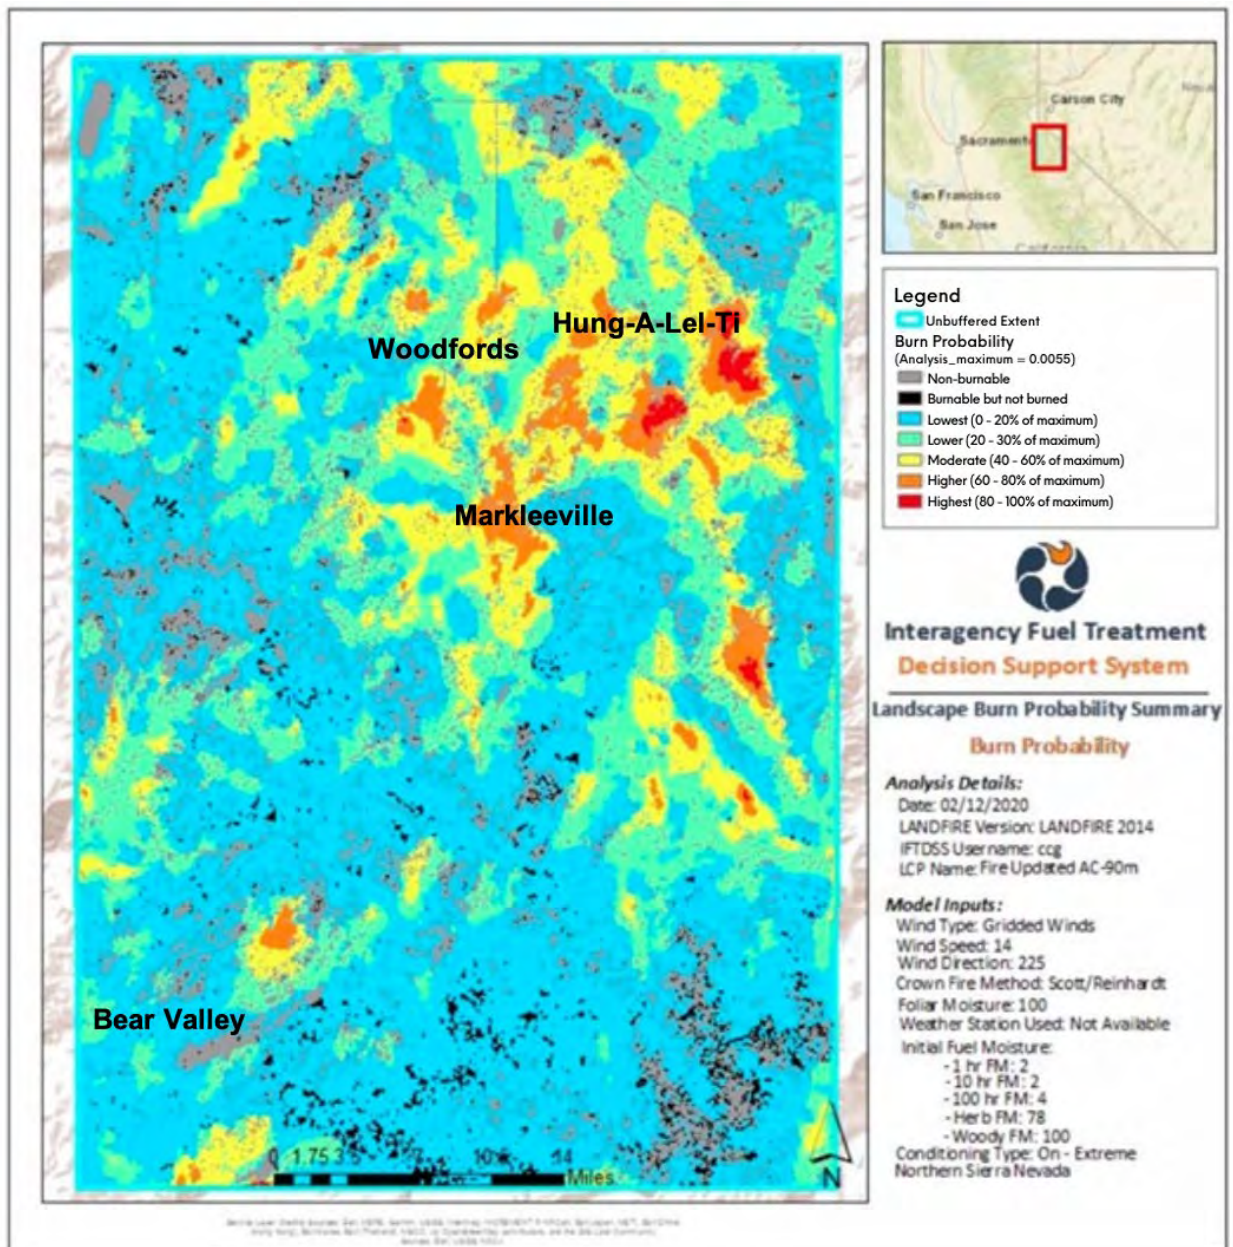 Hung-A-Lel-Ti
Woodfords
Markleeville
Bear Valley
0 1.75 3 7 14
Miles
N
Carson City
Sacramento
San Francisco
San Jose
California
Legend
Unbuffered Extent
Burn Probability
(Analysis_maximum = 0.0055)
Non-burnable
Burnable but not burned
Lowest (0 - 20% of maximum)
Lower (20 - 30% of maximum)
Moderate (40 - 60% of maximum)
Higher (60 - 80% of maximum)
Highest (80 - 100% of maximum)
Interagency Fuel Treatment
Decision Support System
Landscape Burn Probability Summary
Burn Probability
Analysis Details:
Date: 02/12/2020
LANDFIRE Version: LANDFIRE 2014
IFTDSS Username: ccg
LCP Name: Fire Updated AC-90m
Model Inputs:
Wind Type: Gridded Winds
Wind Speed: 14
Wind Direction: 225
Crown Fire Method: Scott/Reinhardt
Foliar Moisture: 100
Weather Station Used: Not Available
Initial Fuel Moisture:
- 1 hr FM: 2
- 10 hr FM: 2
- 100 hr FM: 4
- Herb FM: 78
- Woody FM: 100
Conditioning Type: On - Extreme
Northern Sierra Nevada